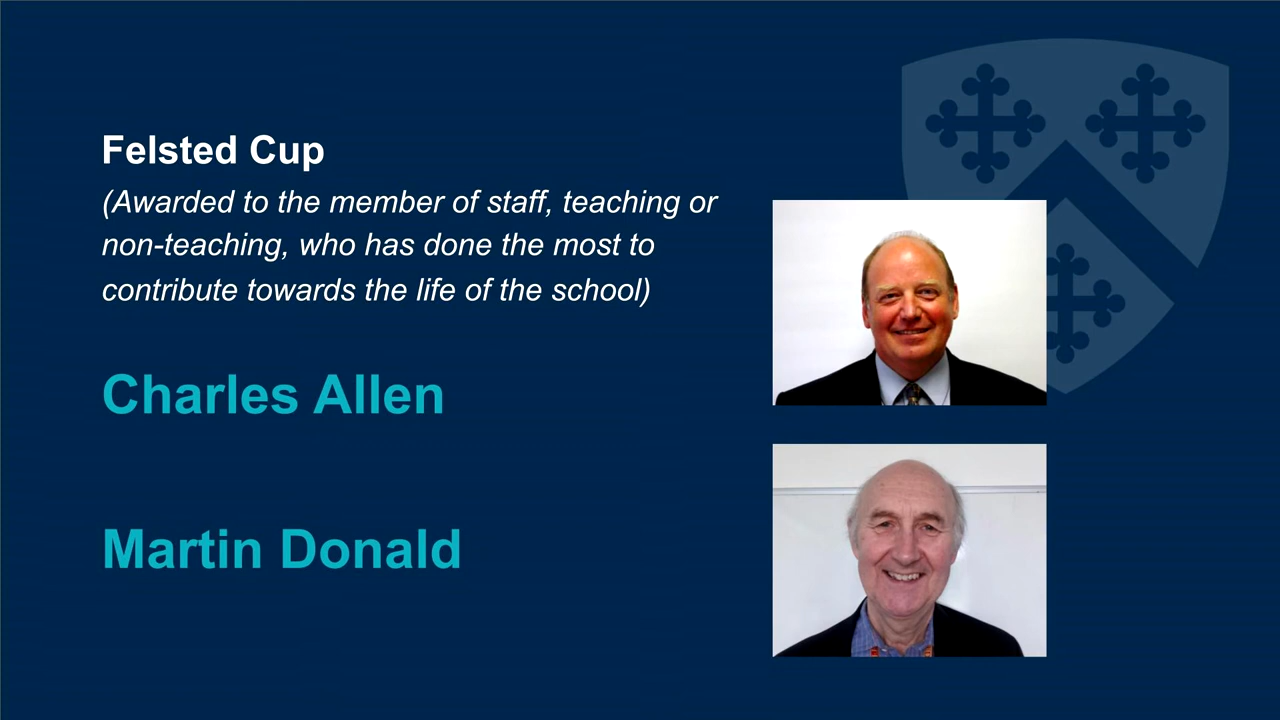 Felsted Cup
(Awarded to the member of staff, teaching or
non-teaching, who has done the most to
contribute towards the life of the school)
Charles Allen
Martin Donald